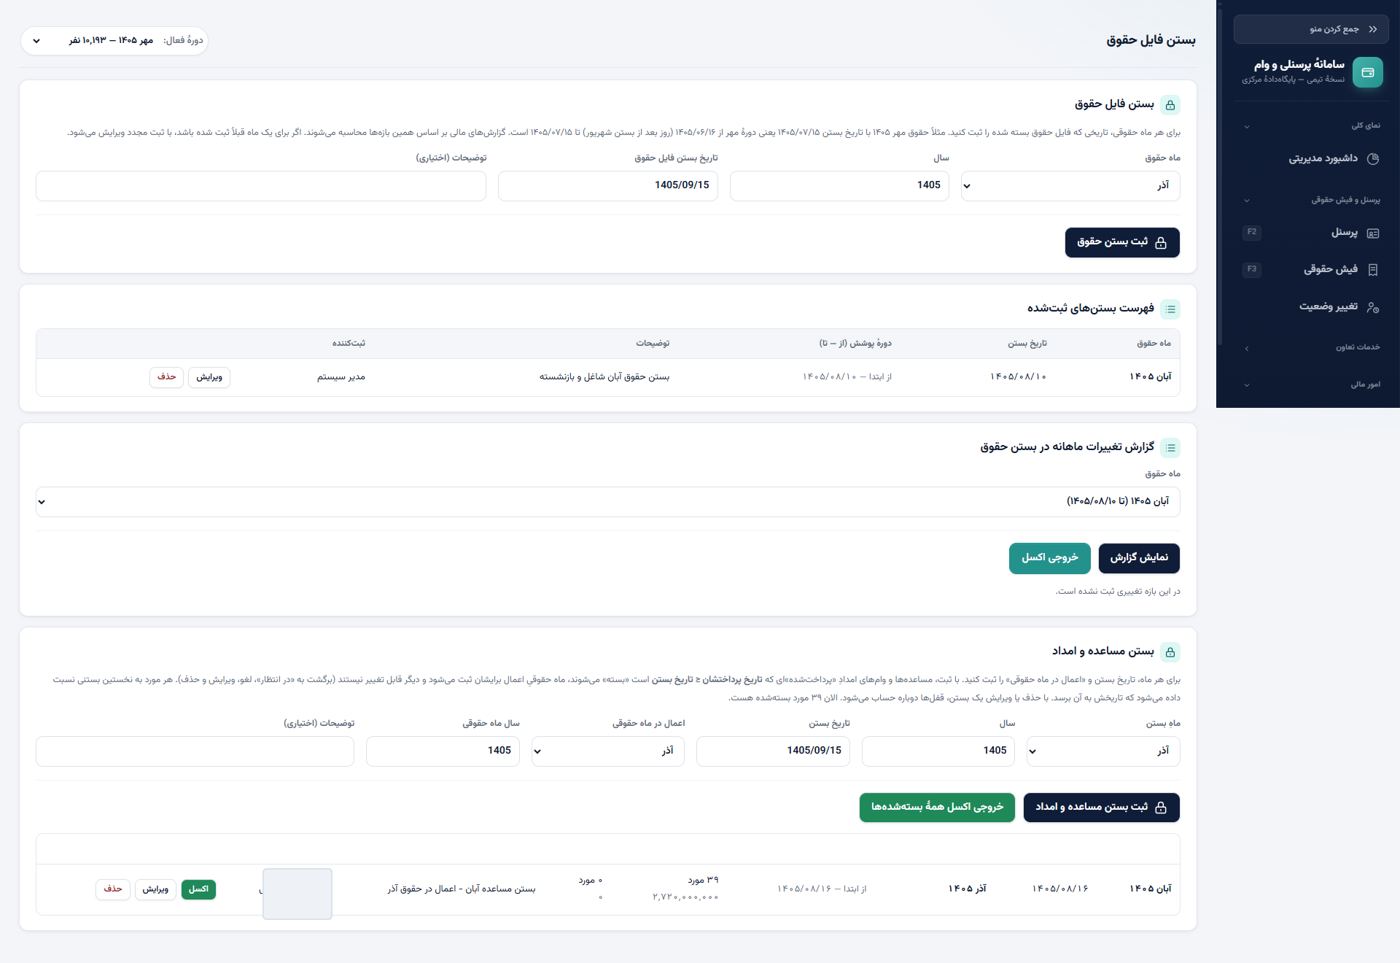 جمع کردن منو
سامانهٔ پرسنلی و وام
نسخهٔ تیمی — پایگاه‌دادهٔ مرکزی
نمای کلی
داشبورد مدیریتی
پرسنل و فیش حقوقی
پرسنل F2
فیش حقوقی F3
تغییر وضعیت
خدمات تعاون
امور مالی
بستن فایل حقوق
دورهٔ فعال: مهر ۱۴۰۵ — ۱۰,۱۹۳ نفر
بستن فایل حقوق
برای هر ماه حقوقی، تاریخی که فایل حقوق بسته شده را ثبت کنید. مثلاً حقوق مهر ۱۴۰۵ با تاریخ بستن ۱۴۰۵/۰۷/۱۵ یعنی دورهٔ مهر از ۱۴۰۵/۰۶/۱۶ (روز بعد از بستن شهریور) تا ۱۴۰۵/۰۷/۱۵ است. گزارش‌های مالی بر اساس همین بازه‌ها محاسبه می‌شوند. اگر برای یک ماه قبلاً ثبت شده باشد، با ثبت مجدد ویرایش می‌شود.
ماه حقوق سال تاریخ بستن فایل حقوق توضیحات (اختیاری)
آذر 1405 1405/09/15
ثبت بستن حقوق
فهرست بستن‌های ثبت‌شده
ماه حقوق تاریخ بستن دورهٔ پوشش (از — تا) توضیحات ثبت‌کننده
آبان ۱۴۰۵ ۱۴۰۵/۰۸/۱۰ از ابتدا — ۱۴۰۵/۰۸/۱۰ بستن حقوق آبان شاغل و بازنشسته مدیر سیستم ویرایش حذف
گزارش تغییرات ماهانه در بستن حقوق
ماه حقوق
آبان ۱۴۰۵ (تا ۱۴۰۵/۰۸/۱۰)
نمایش گزارش خروجی اکسل
در این بازه تغییری ثبت نشده است.
بستن مساعده و امداد
برای هر ماه، تاریخ بستن و «اعمال در ماه حقوقی» را ثبت کنید. با ثبت، مساعده‌ها و وام‌های امدادِ «پرداخت‌شده»ای که تاریخ پرداختشان ≤ تاریخ بستن است «بسته» می‌شوند، ماه حقوقیِ اعمال برایشان ثبت می‌شود و دیگر قابل تغییر نیستند (برگشت به «در انتظار»، لغو، ویرایش و حذف). هر مورد به نخستین بستنی نسبت
داده می‌شود که تاریخش به آن برسد. با حذف یا ویرایش یک بستن، قفل‌ها دوباره حساب می‌شود. الان ۳۹ مورد بسته‌شده هست.
ماه بستن سال تاریخ بستن اعمال در ماه حقوقی سال ماه حقوقی توضیحات (اختیاری)
آذر 1405 1405/09/15 آذر 1405
ثبت بستن مساعده و امداد خروجی اکسل همهٔ بسته‌شده‌ها
آبان ۱۴۰۵ ۱۴۰۵/۰۸/۱۶ آذر ۱۴۰۵ از ابتدا — ۱۴۰۵/۰۸/۱۶ ۳۹ مورد ۰ مورد بستن مساعده آبان - اعمال در حقوق آذر اکسل ویرایش حذف
۲,۷۲۰,۰۰۰,۰۰۰ ۰